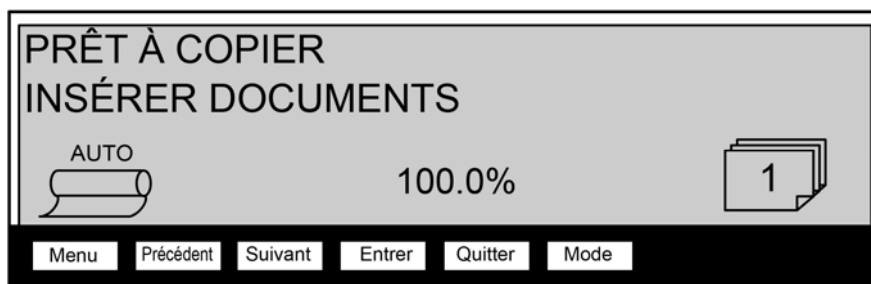 PRÊT À COPIER
INSÉRER DOCUMENTS
AUTO
100.0%
1
Menu Précédent Suivant Entrer Quitter Mode